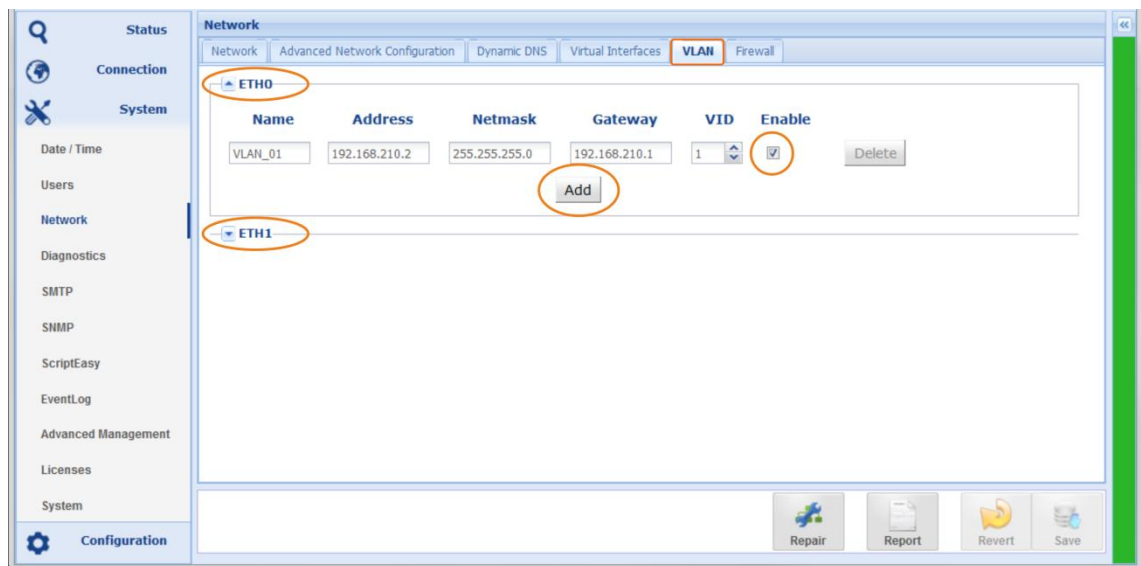 Status
Connection
System
Date / Time
Users
Network
Diagnostics
SMTP
SNMP
ScriptEasy
EventLog
Advanced Management
Licenses
System
Configuration
Network
Network Advanced Network Configuration Dynamic DNS Virtual Interfaces VLAN Firewall
ETH0
Name Address Netmask Gateway VID Enable
VLAN_01 192.168.210.2 255.255.255.0 192.168.210.1 1 Delete
Add
ETH1
Repair Report Revert Save